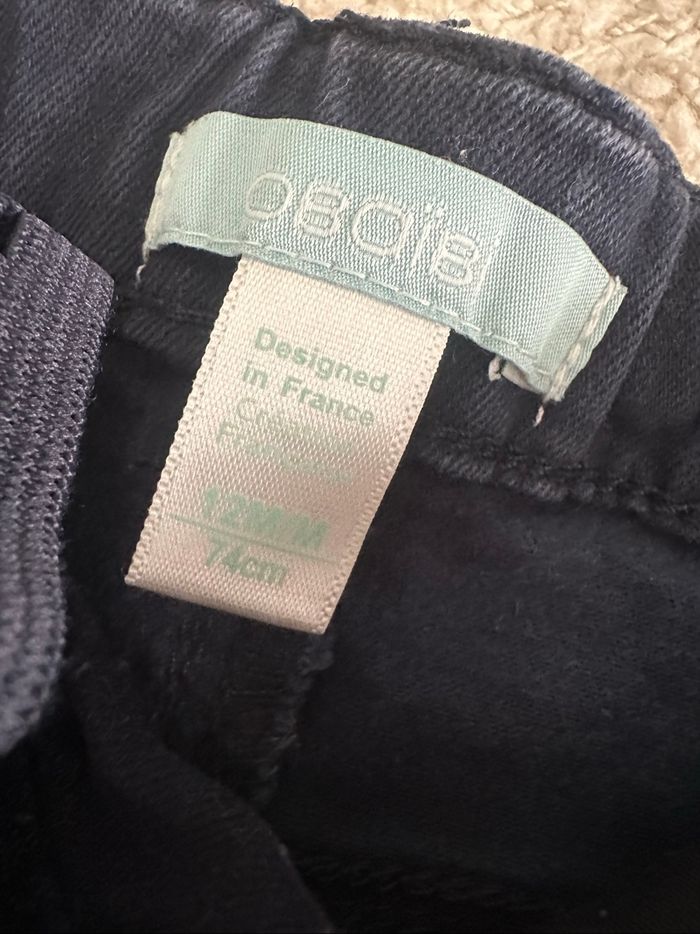 obaïbi
Designed
in France
Création
Française
12M/M
74cm